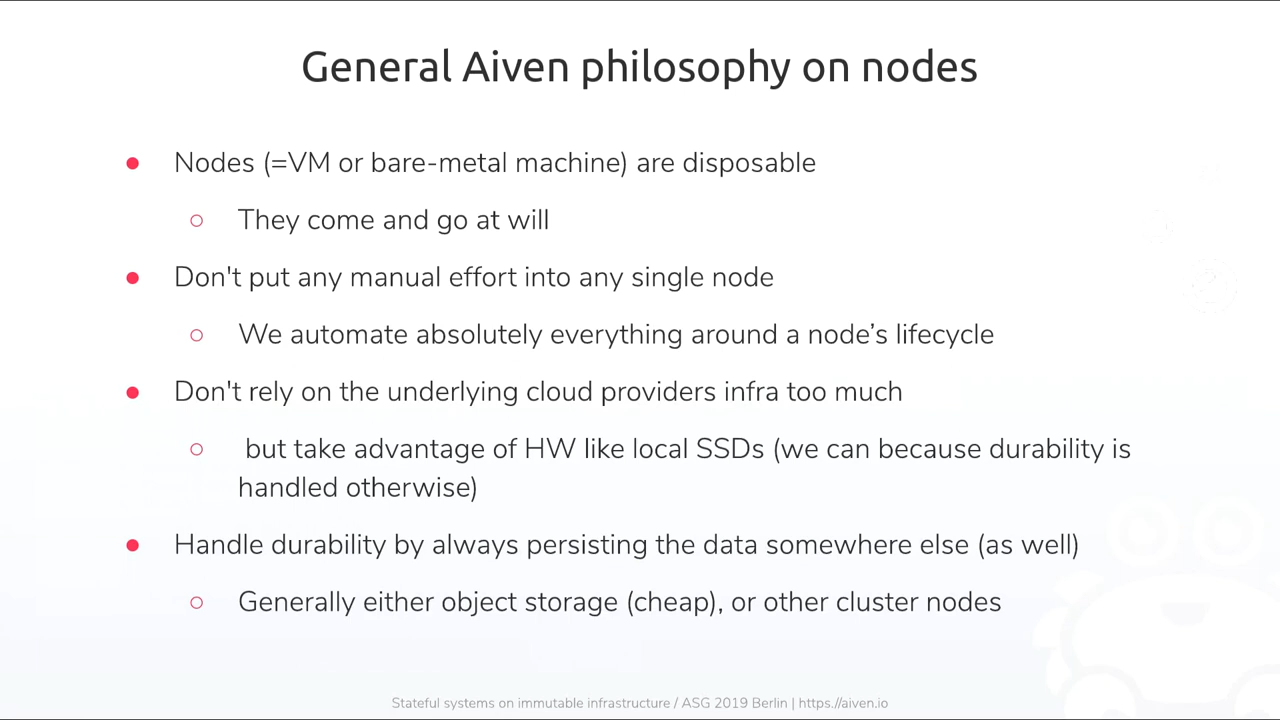 General Aiven philosophy on nodes
● Nodes (=VM or bare-metal machine) are disposable
○ They come and go at will
● Don't put any manual effort into any single node
○ We automate absolutely everything around a node’s lifecycle
● Don't rely on the underlying cloud providers infra too much
○ but take advantage of HW like local SSDs (we can because durability is
handled otherwise)
● Handle durability by always persisting the data somewhere else (as well)
○ Generally either object storage (cheap), or other cluster nodes
Stateful systems on immutable infrastructure / ASG 2019 Berlin | https://aiven.io